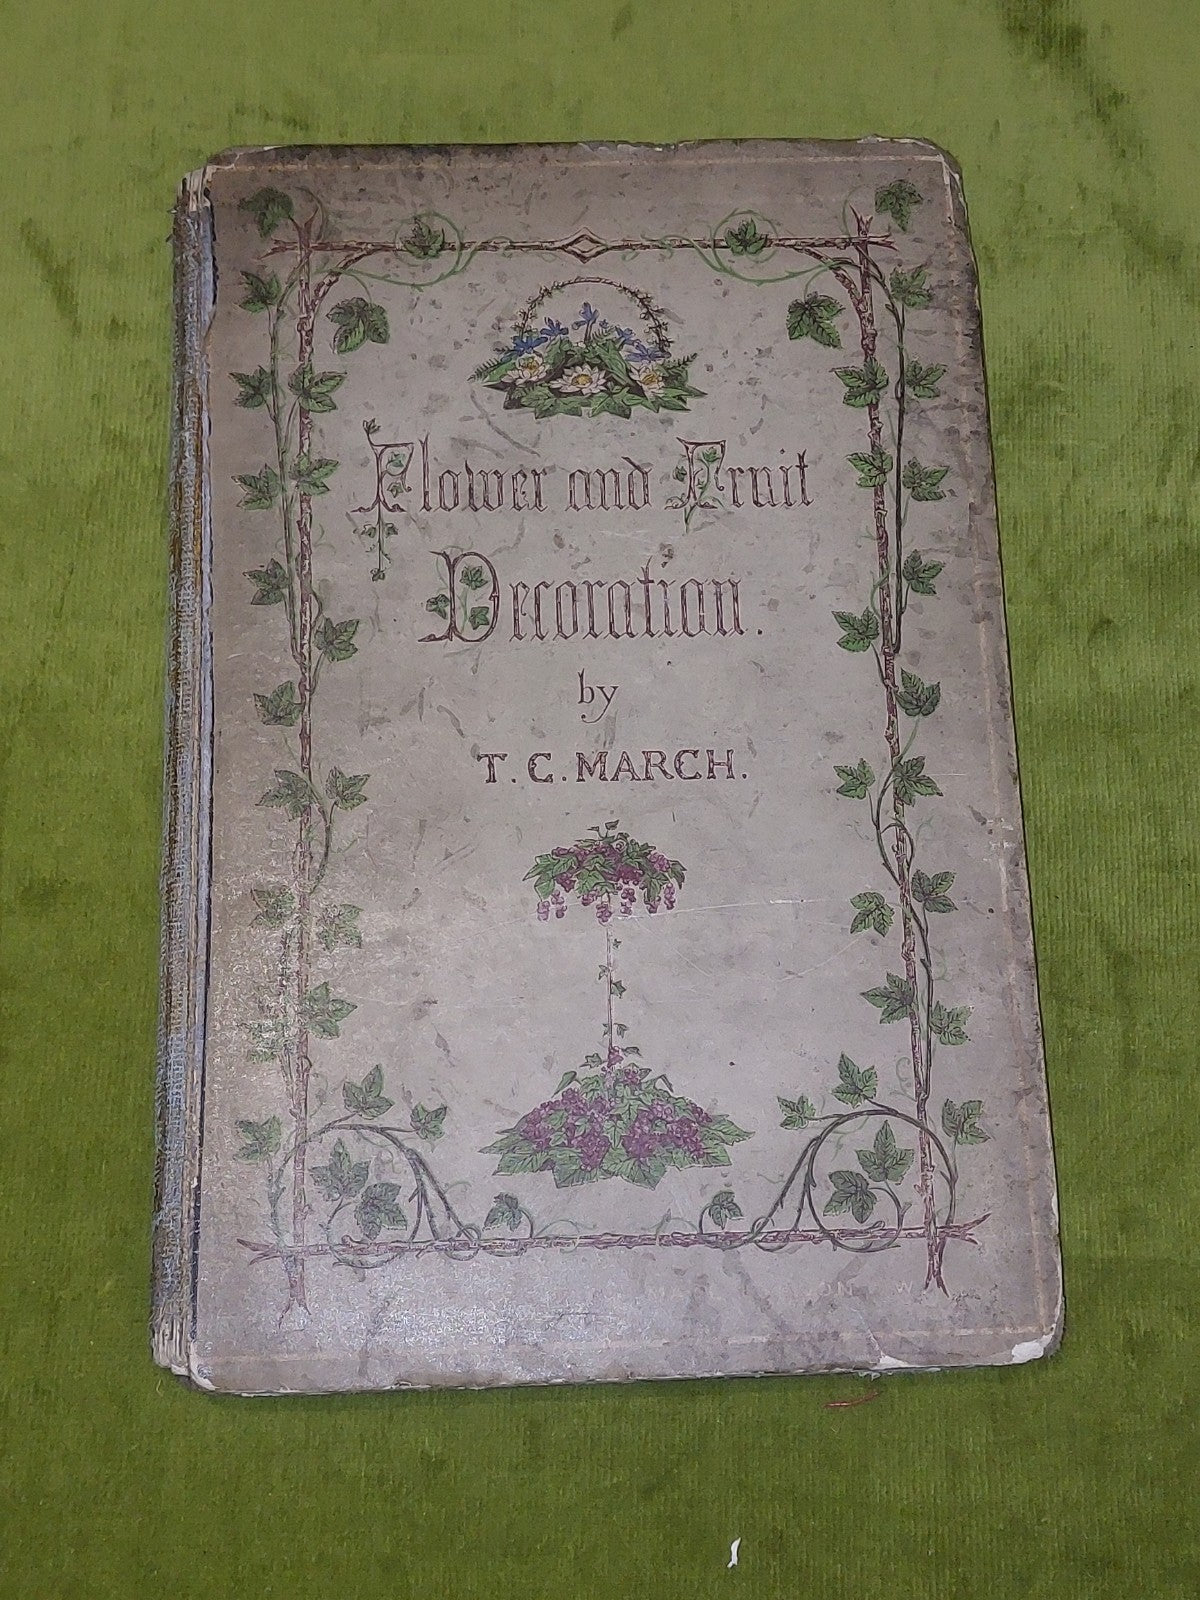 Flower and Fruit
Decoration.
by
T. C. MARCH.